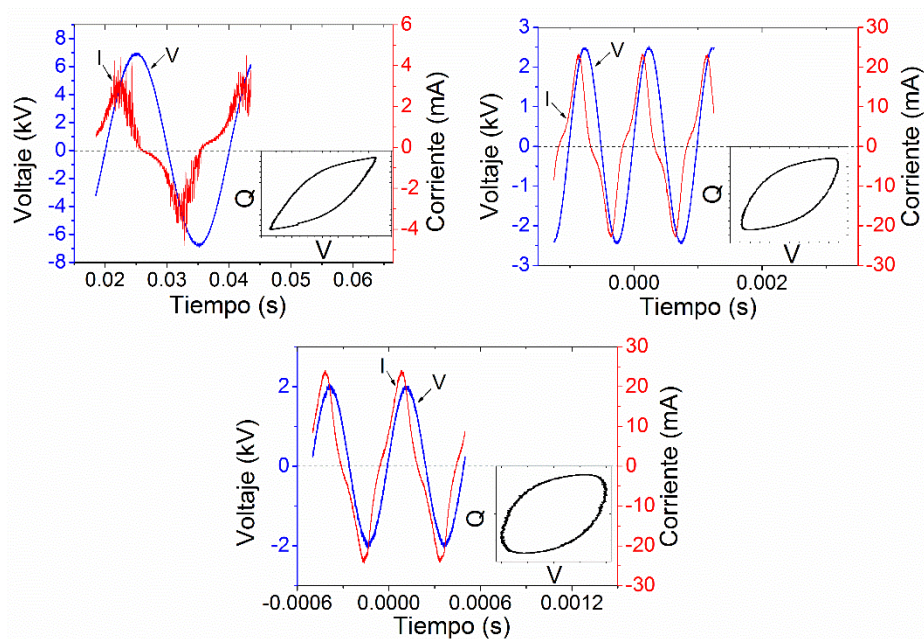 8
6
4
2
0
-2
-4
-6
-8
Voltaje (kV)
I
V
6
4
2
0
-2
-4
Corriente (mA)
Q
V
0.02 0.03 0.04 0.05 0.06
Tiempo (s)
3
2
1
0
-1
-2
-3
Voltaje (kV)
I
V
30
20
10
0
-10
-20
-30
Corriente (mA)
Q
V
0.000 0.002
Tiempo (s)
2
0
-2
Voltaje (kV)
I
V
30
20
10
0
-10
-20
-30
Corriente (mA)
Q
V
-0.0006 0.0000 0.0006 0.0012
Tiempo (s)